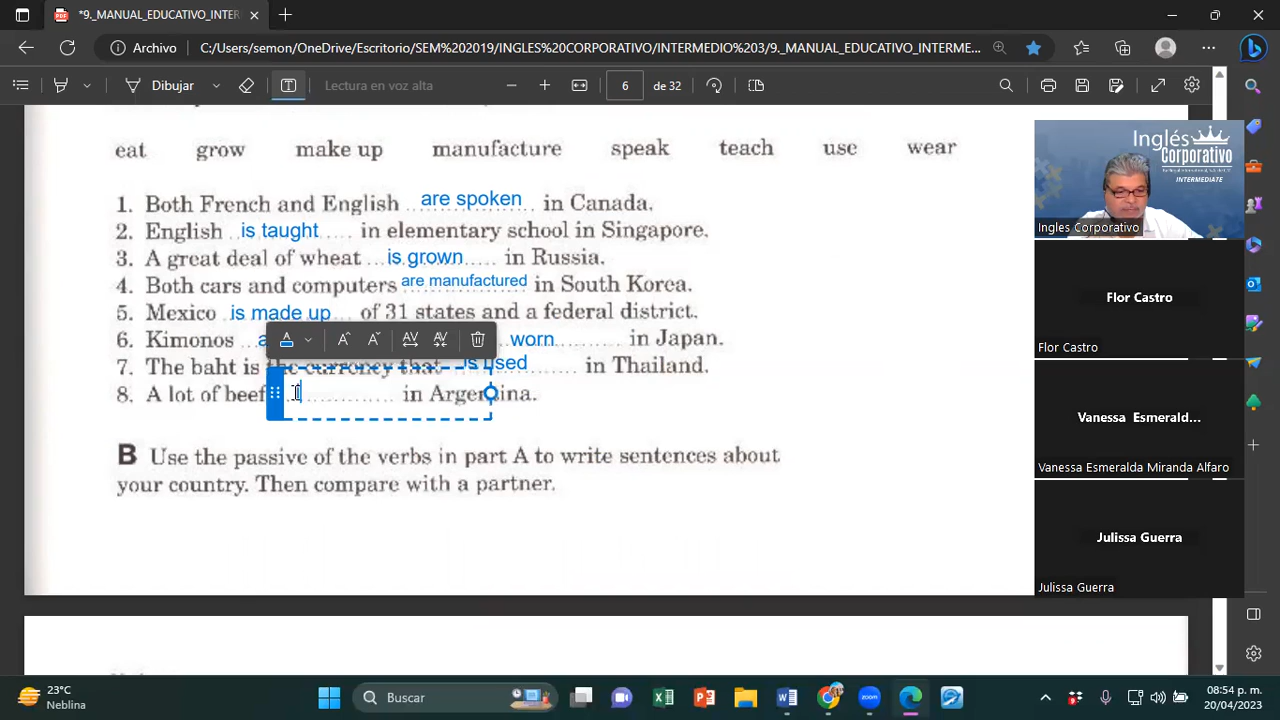 *9._MANUAL_EDUCATIVO_INTER
Archivo C:/Users/semon/OneDrive/Escritorio/SEM%202019/INGLES%20CORPORATIVO/INTERMEDIO%203/9._MANUAL_EDUCATIVO_INTERME...
Dibujar Lectura en voz alta 6 de 32
eat grow make up manufacture speak teach use wear
1. Both French and English are spoken in Canada.
2. English is taught in elementary school in Singapore.
3. A great deal of wheat is grown in Russia.
4. Both cars and computers are manufactured in South Korea.
5. Mexico is made up of 31 states and a federal district.
6. Kimonos worn in Japan.
7. The baht is the currency that is used in Thailand.
8. A lot of beef in Argentina.
B Use the passive of the verbs in part A to write sentences about
your country. Then compare with a partner.
Inglés
Corporativo
INTERMEDIATE
Ingles Corporativo
Flor Castro
Flor Castro
Vanessa Esmerald...
Vanessa Esmeralda Miranda Alfaro
Julissa Guerra
Julissa Guerra
23°C
Neblina
Buscar
08:54 p. m.
20/04/2023